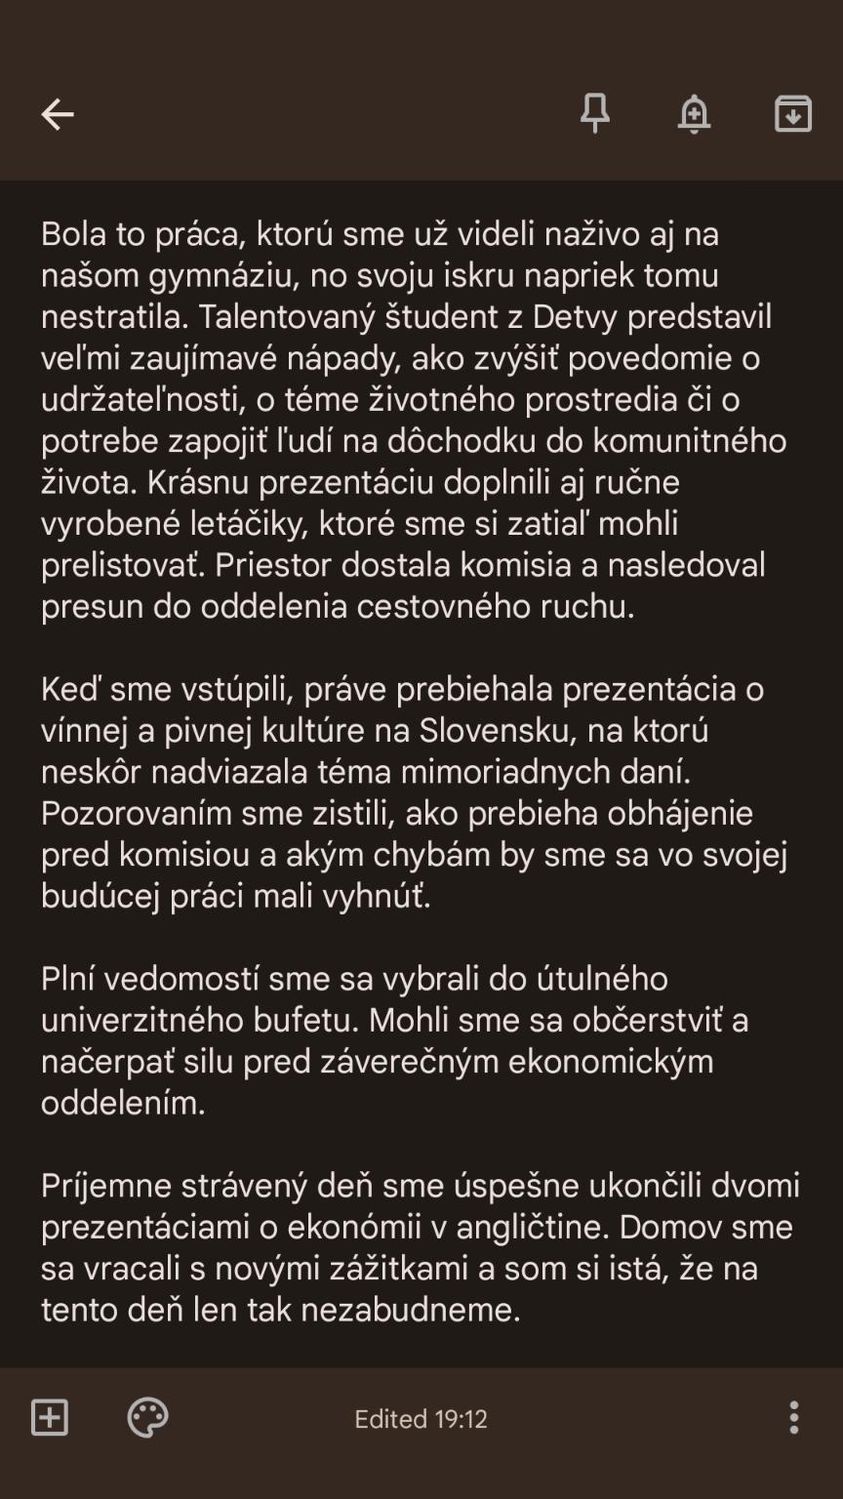 Bola to práca, ktorú sme už videli naživo aj na
našom gymnáziu, no svoju iskru napriek tomu
nestratila. Talentovaný študent z Detvy predstavil
veľmi zaujímavé nápady, ako zvýšiť povedomie o
udržateľnosti, o téme životného prostredia či o
potrebe zapojiť ľudí na dôchodku do komunitného
života. Krásnu prezentáciu doplnili aj ručne
vyrobené letáčiky, ktoré sme si zatiaľ mohli
prelistovať. Priestor dostala komisia a nasledoval
presun do oddelenia cestovného ruchu.
Keď sme vstúpili, práve prebiehala prezentácia o
vínnej a pivnej kultúre na Slovensku, na ktorú
neskôr nadviazala téma mimoriadnych daní.
Pozorovaním sme zistili, ako prebieha obhájenie
pred komisiou a akým chybám by sme sa vo svojej
budúcej práci mali vyhnúť.
Plní vedomostí sme sa vybrali do útulného
univerzitného bufetu. Mohli sme sa občerstviť a
načerpať silu pred záverečným ekonomickým
oddelením.
Príjemne strávený deň sme úspešne ukončili dvomi
prezentáciami o ekonómii v angličtine. Domov sme
sa vracali s novými zážitkami a som si istá, že na
tento deň len tak nezabudneme.
Edited 19:12